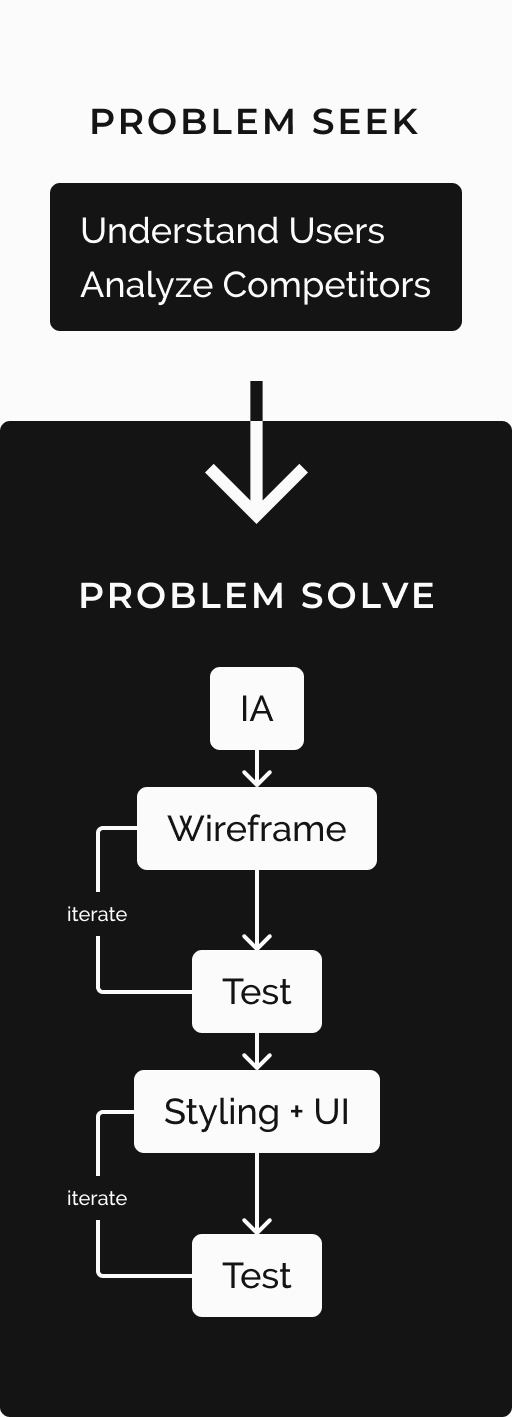 PROBLEM SEEK
Understand Users
Analyze Competitors
PROBLEM SOLVE
IA
Wireframe
iterate
Test
Styling + UI
iterate
Test